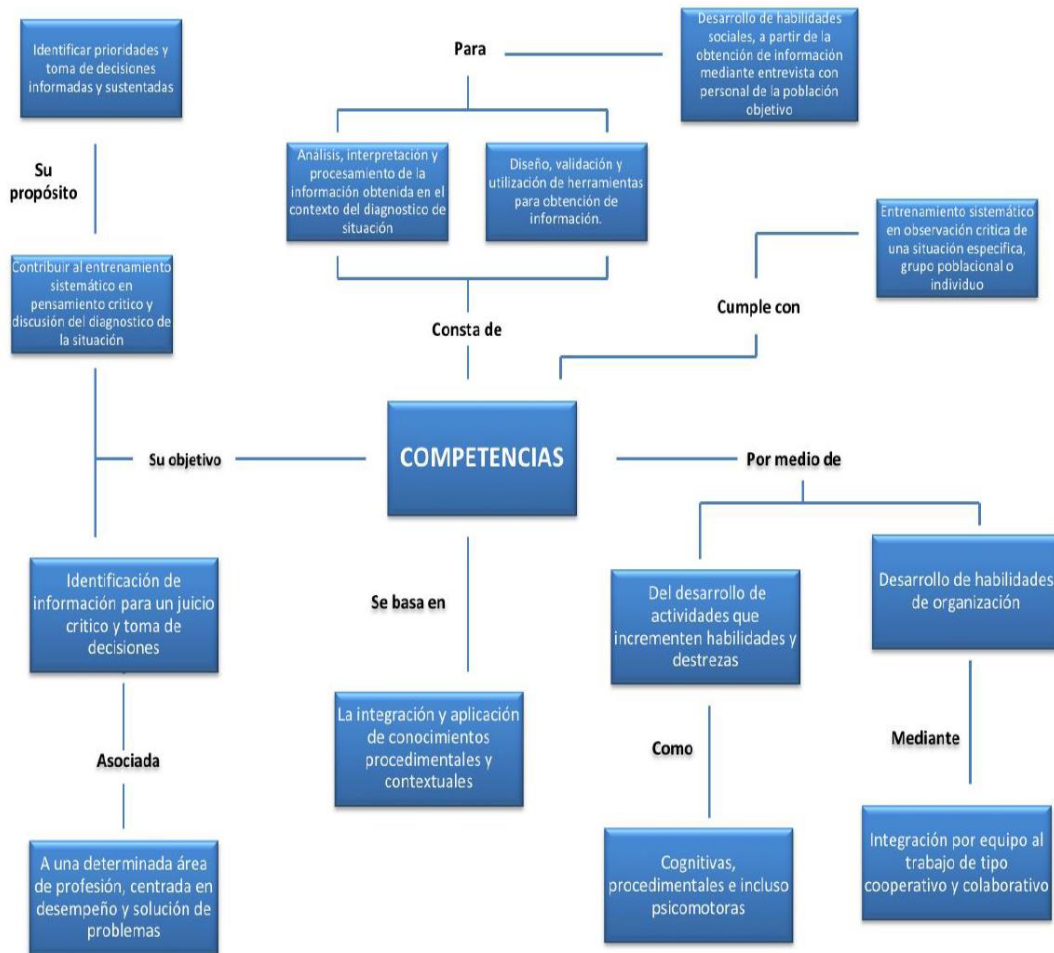 Identificar prioridades y
toma de decisiones
informadas y sustentadas
Su
propósito
Contribuir al entrenamiento
sistemático en
pensamiento critico y
discusión del diagnostico de
la situación
Para
Desarrollo de habilidades
sociales, a partir de la
obtención de información
mediante entrevista con
personal de la población
objetivo
Análisis, interpretación y
procesamiento de la
información obtenida en el
contexto del diagnostico de
situación
Diseño, validación y
utilización de herramientas
para obtención de
información.
Consta de
Cumple con
Entrenamiento sistemático
en observación critica de
una situación especifica,
grupo poblacional o
individuo
Su objetivo
COMPETENCIAS
Por medio de
Identificación de
información para un juicio
critico y toma de
decisiones
Asociada
A una determinada área
de profesión, centrada en
desempeño y solución de
problemas
Se basa en
La integración y aplicación
de conocimientos
procedimentales y
contextuales
Del desarrollo de
actividades que
incrementen habilidades y
destrezas
Como
Cognitivas,
procedimentales e incluso
psicomotoras
Desarrollo de habilidades
de organización
Mediante
Integración por equipo al
trabajo de tipo
cooperativo y colaborativo